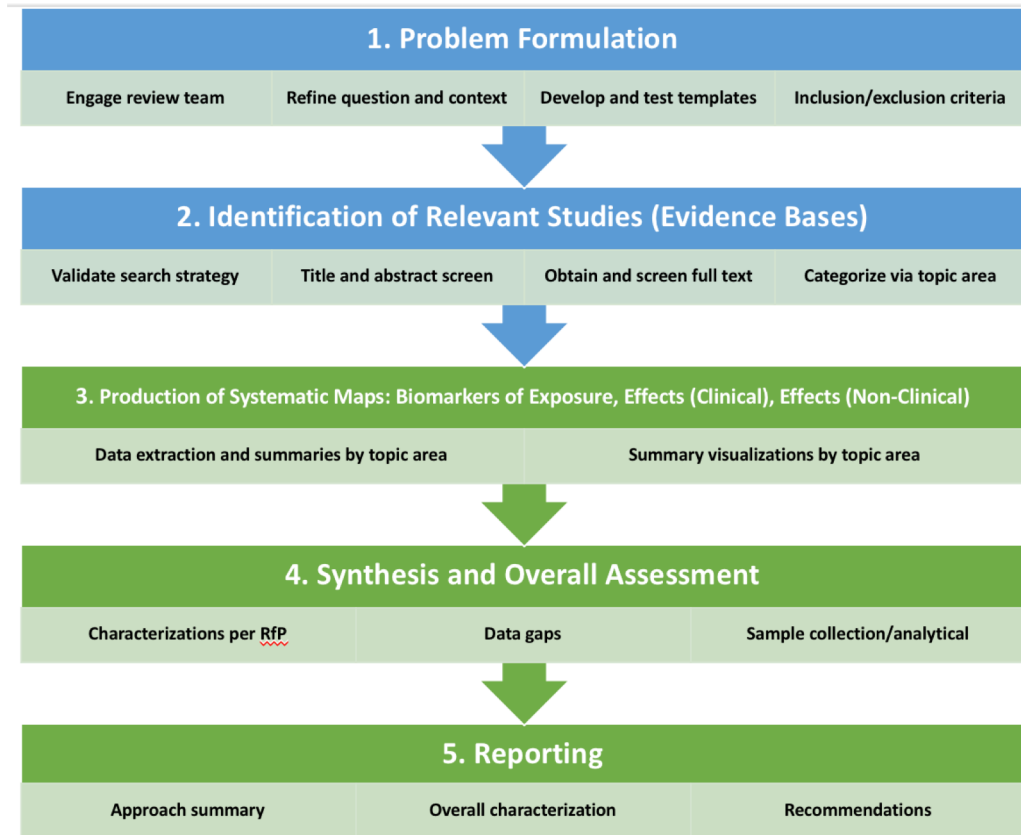 1. Problem Formulation
Engage review team
Refine question and context
Develop and test templates
Inclusion/exclusion criteria
2. Identification of Relevant Studies (Evidence Bases)
Validate search strategy
Title and abstract screen
Obtain and screen full text
Categorize via topic area
3. Production of Systematic Maps: Biomarkers of Exposure, Effects (Clinical), Effects (Non-Clinical)
Data extraction and summaries by topic area
Summary visualizations by topic area
4. Synthesis and Overall Assessment
Characterizations per RfP
Data gaps
Sample collection/analytical
5. Reporting
Approach summary
Overall characterization
Recommendations